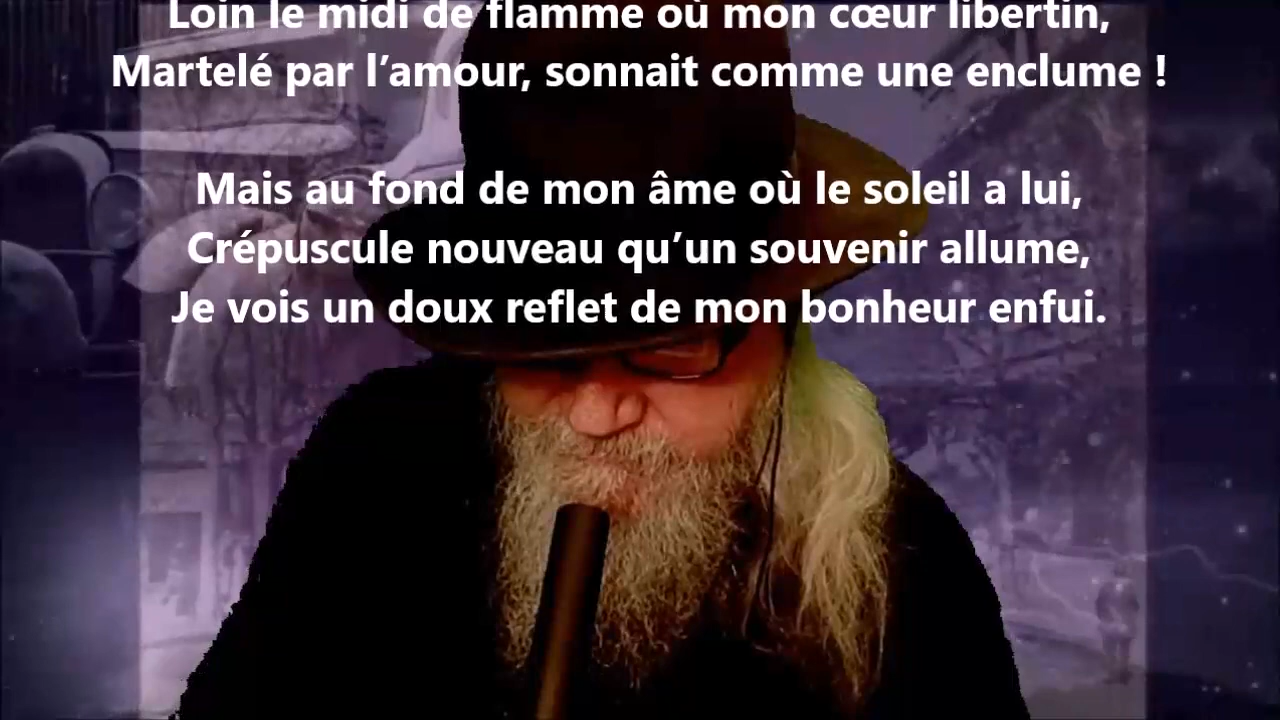 Loin le midi de flamme où mon cœur libertin,
Martelé par l’amour, sonnait comme une enclume !
Mais au fond de mon âme où le soleil a lui,
Crépuscule nouveau qu’un souvenir allume,
Je vois un doux reflet de mon bonheur enfui.